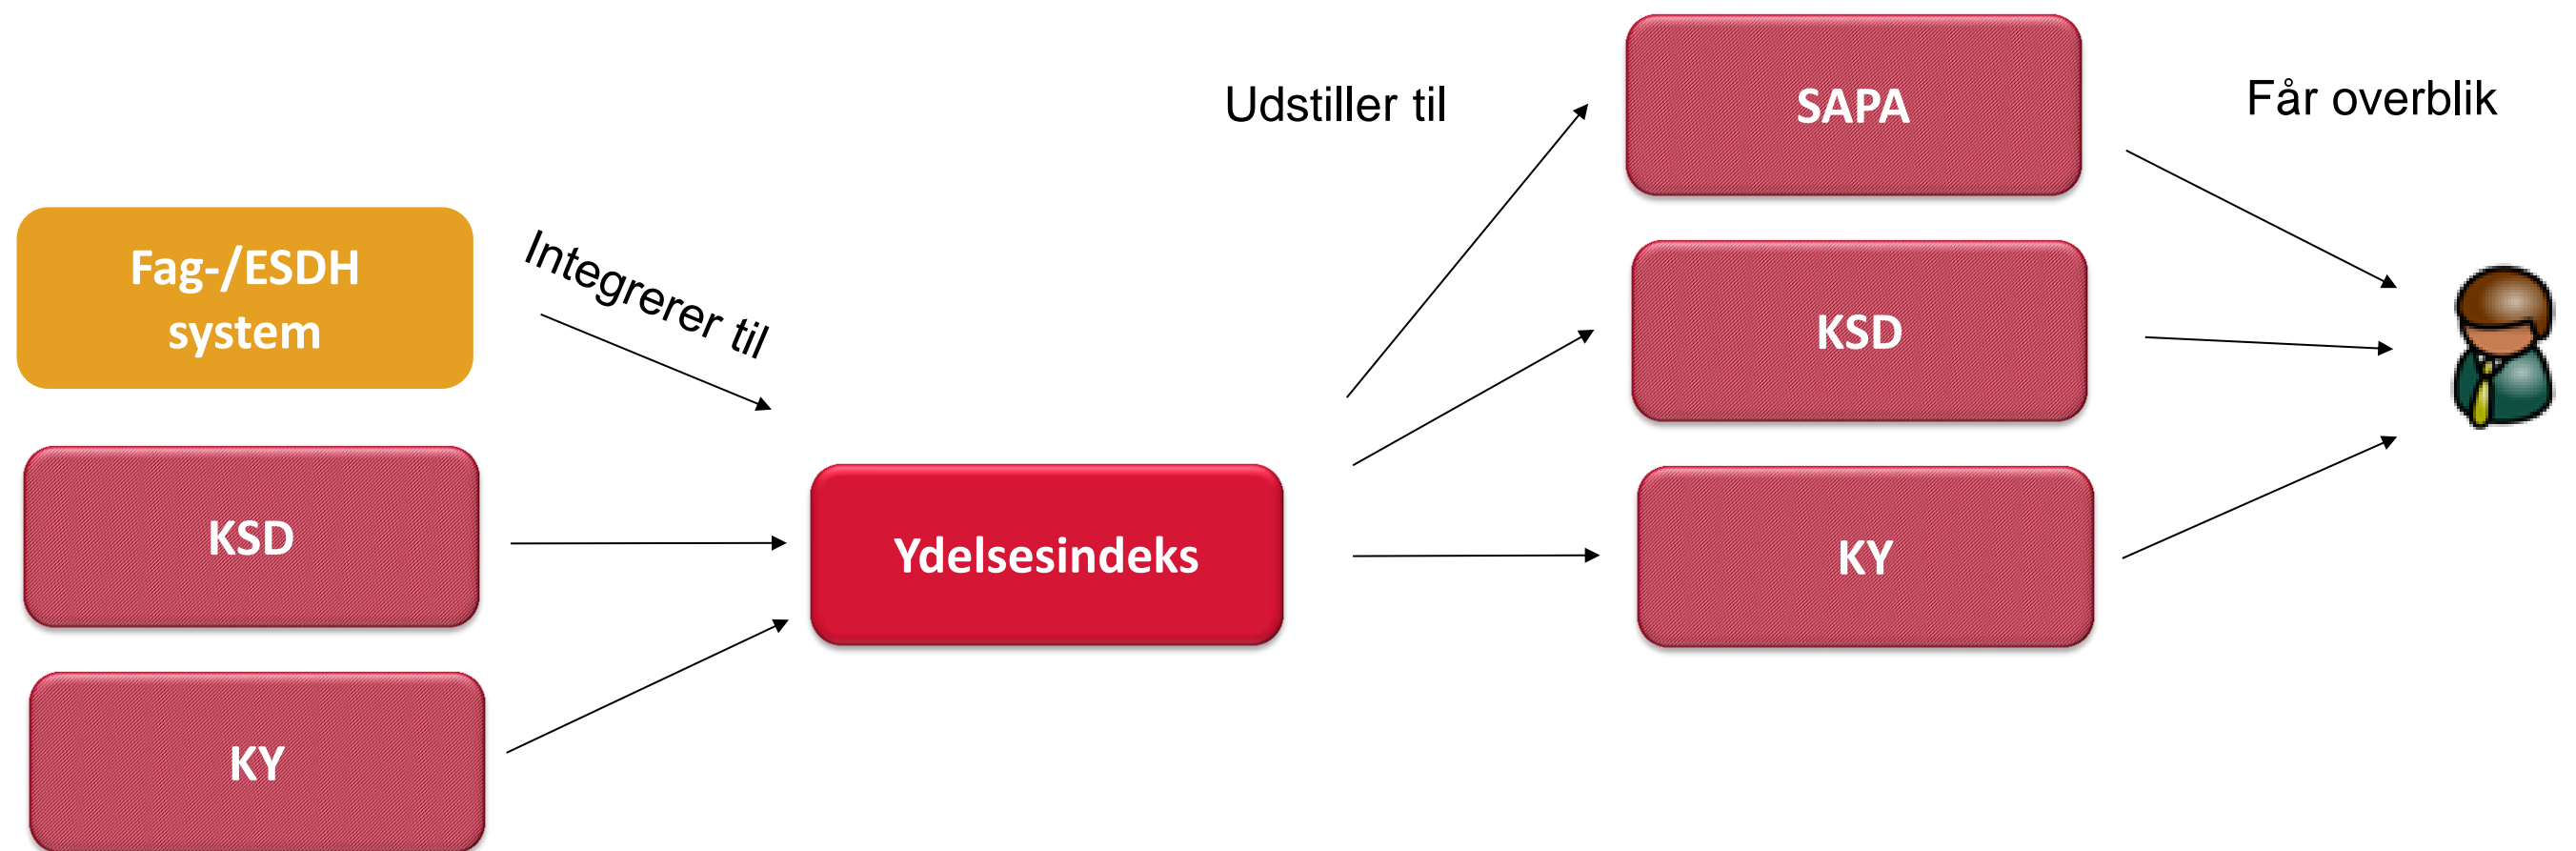 Fag-/ESDH
system
KSD
KY
Integrerer til
Ydelsesindeks
Udstiller til
SAPA
KSD
KY
Får overblik